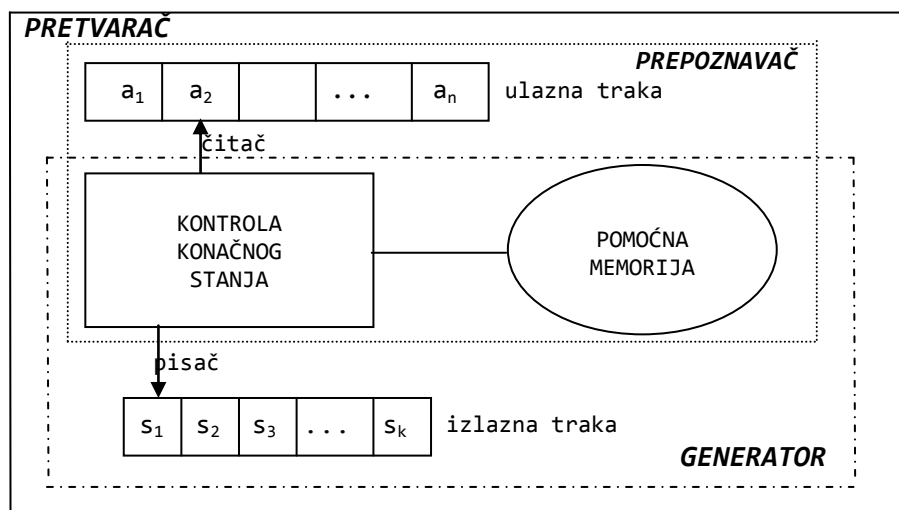 PRETVARAČ
PREPOZNAVAČ
a1 a2 ... an ulazna traka
čitač
KONTROLA
KONAČNOG
STANJA
POMOĆNA
MEMORIJA
pisač
s1 s2 s3 ... sk izlazna traka
GENERATOR